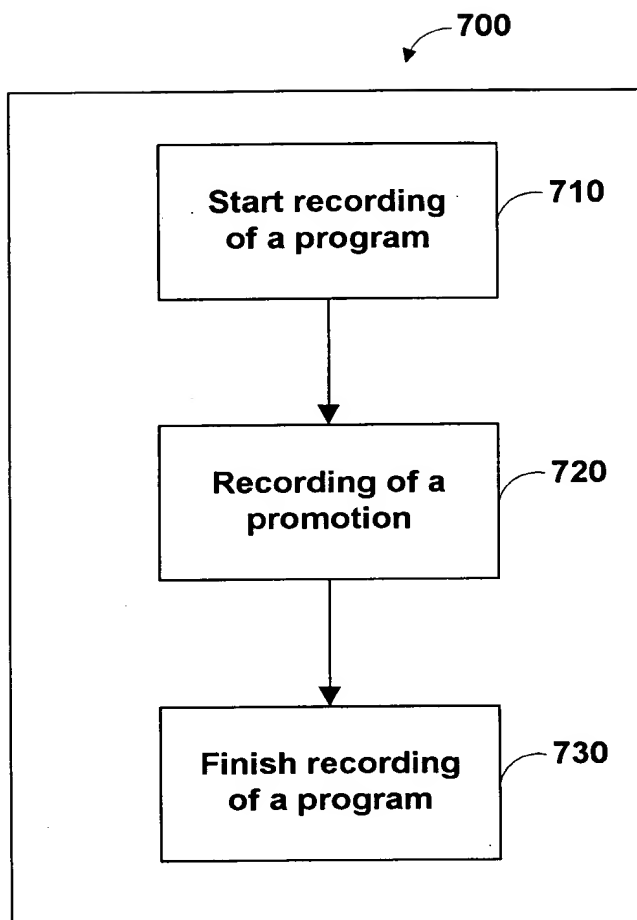 700
Start recording
of a program
710
Recording of a
promotion
720
Finish recording
of a program
730